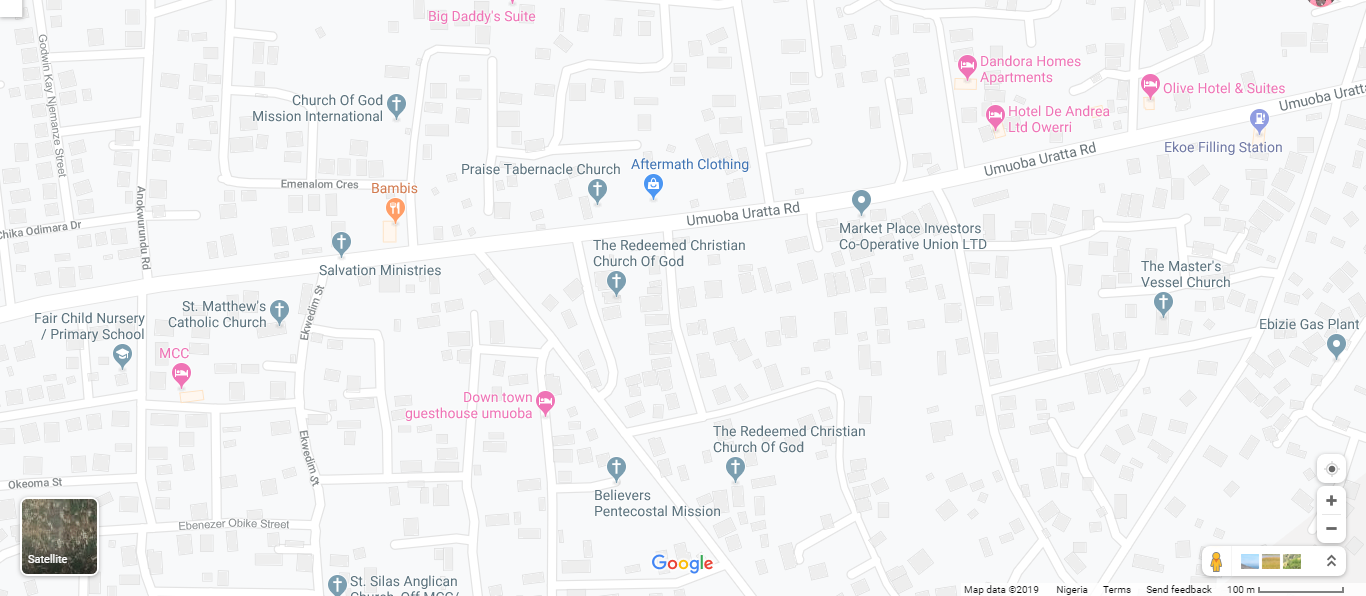 Big Daddy's Suite
Godwin Kay Njemanze Street
Dandora Homes
Apartments
Olive Hotel & Suites
Umuoba Uratta
Church Of God
Mission International
Hotel De Andrea
Ltd Owerri
Ekoe Filling Station
Umuoba Uratta Rd
Praise Tabernacle Church
Aftermath Clothing
Emenalom Cres
Bambis
Anokwurundu Rd
Umuoba Uratta Rd
Chika Odimara Dr
Market Place Investors
Co-Operative Union LTD
Salvation Ministries
The Redeemed Christian
Church Of God
The Master's
Vessel Church
St. Matthew's
Catholic Church
Ekwedim St
Fair Child Nursery
/ Primary School
Ebizie Gas Plant
MCC
Down town
guesthouse umuoba
The Redeemed Christian
Church Of God
Ekwedim St
Okeoma St
Believers
Pentecostal Mission
Ebenezer Obike Street
Satellite
Google
St. Silas Anglican
Church, Off MCC/
Map data ©2019 Nigeria Terms Send feedback 100 m